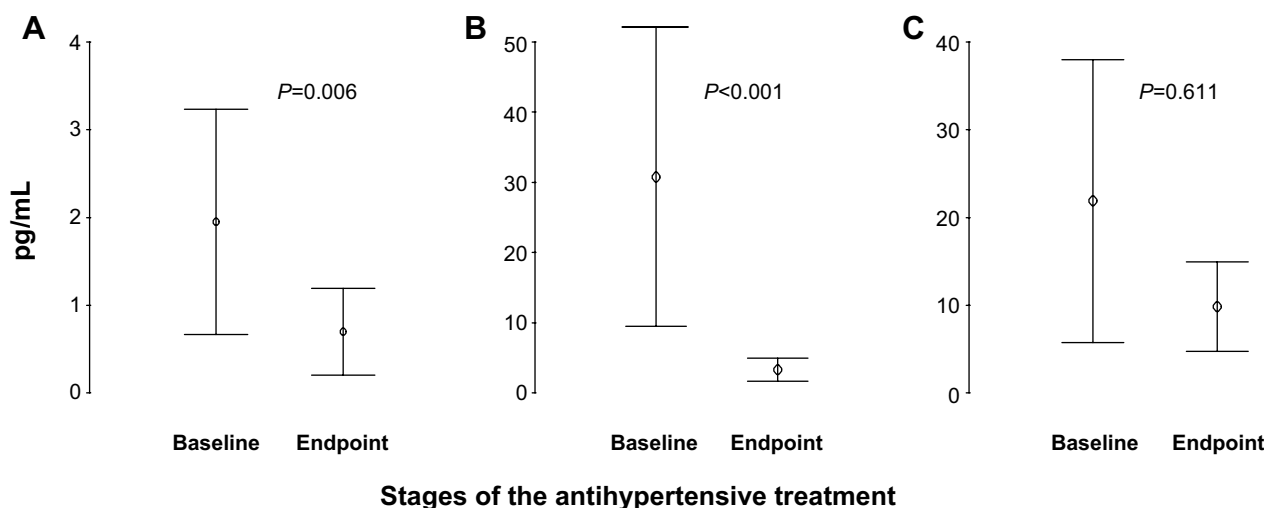 A
4
3
2
1
0
pg/mL
P=0.006
Baseline Endpoint
B
50
40
30
20
10
0
P<0.001
Baseline Endpoint
C
40
30
20
10
0
P=0.611
Baseline Endpoint
Stages of the antihypertensive treatment